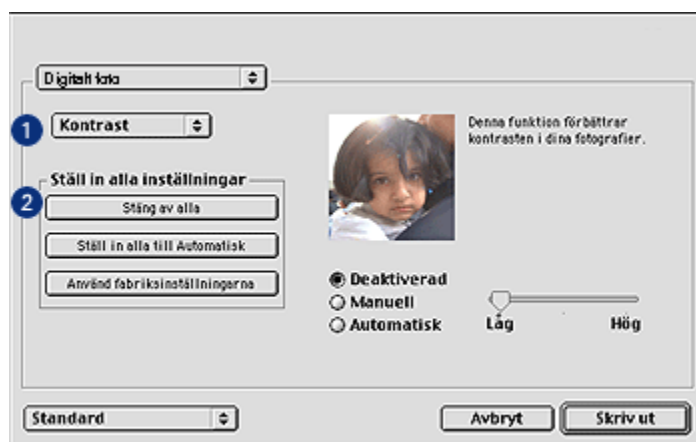 Digitalt foto
1
Kontrast
Denna funktion förbättrar
kontrasten i dina fotografier.
Ställ in alla inställningar
2
Stäng av alla
Ställ in alla till Automatisk
Använd fabriksinställningarna
Deaktiverad
Manuell
Automatisk
Låg
Hög
Standard
Avbryt
Skriv ut